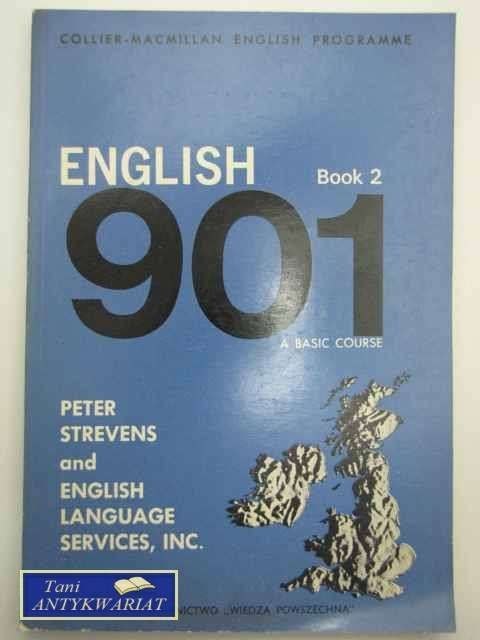 COLLIER-MACMILLAN ENGLISH PROGRAMME
ENGLISH
Book 2
901
A BASIC COURSE
PETER
STREVENS
and
ENGLISH
LANGUAGE
SERVICES, INC.
Tani
ANTYKWARIAT
„WIEDZA POWSZECHNA"